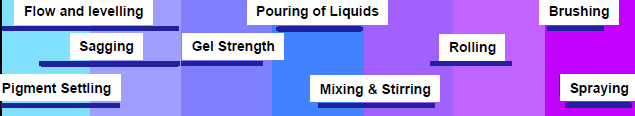 Flow and levelling
Pouring of Liquids
Brushing
Sagging
Gel Strength
Rolling
Pigment Settling
Mixing & Stirring
Spraying